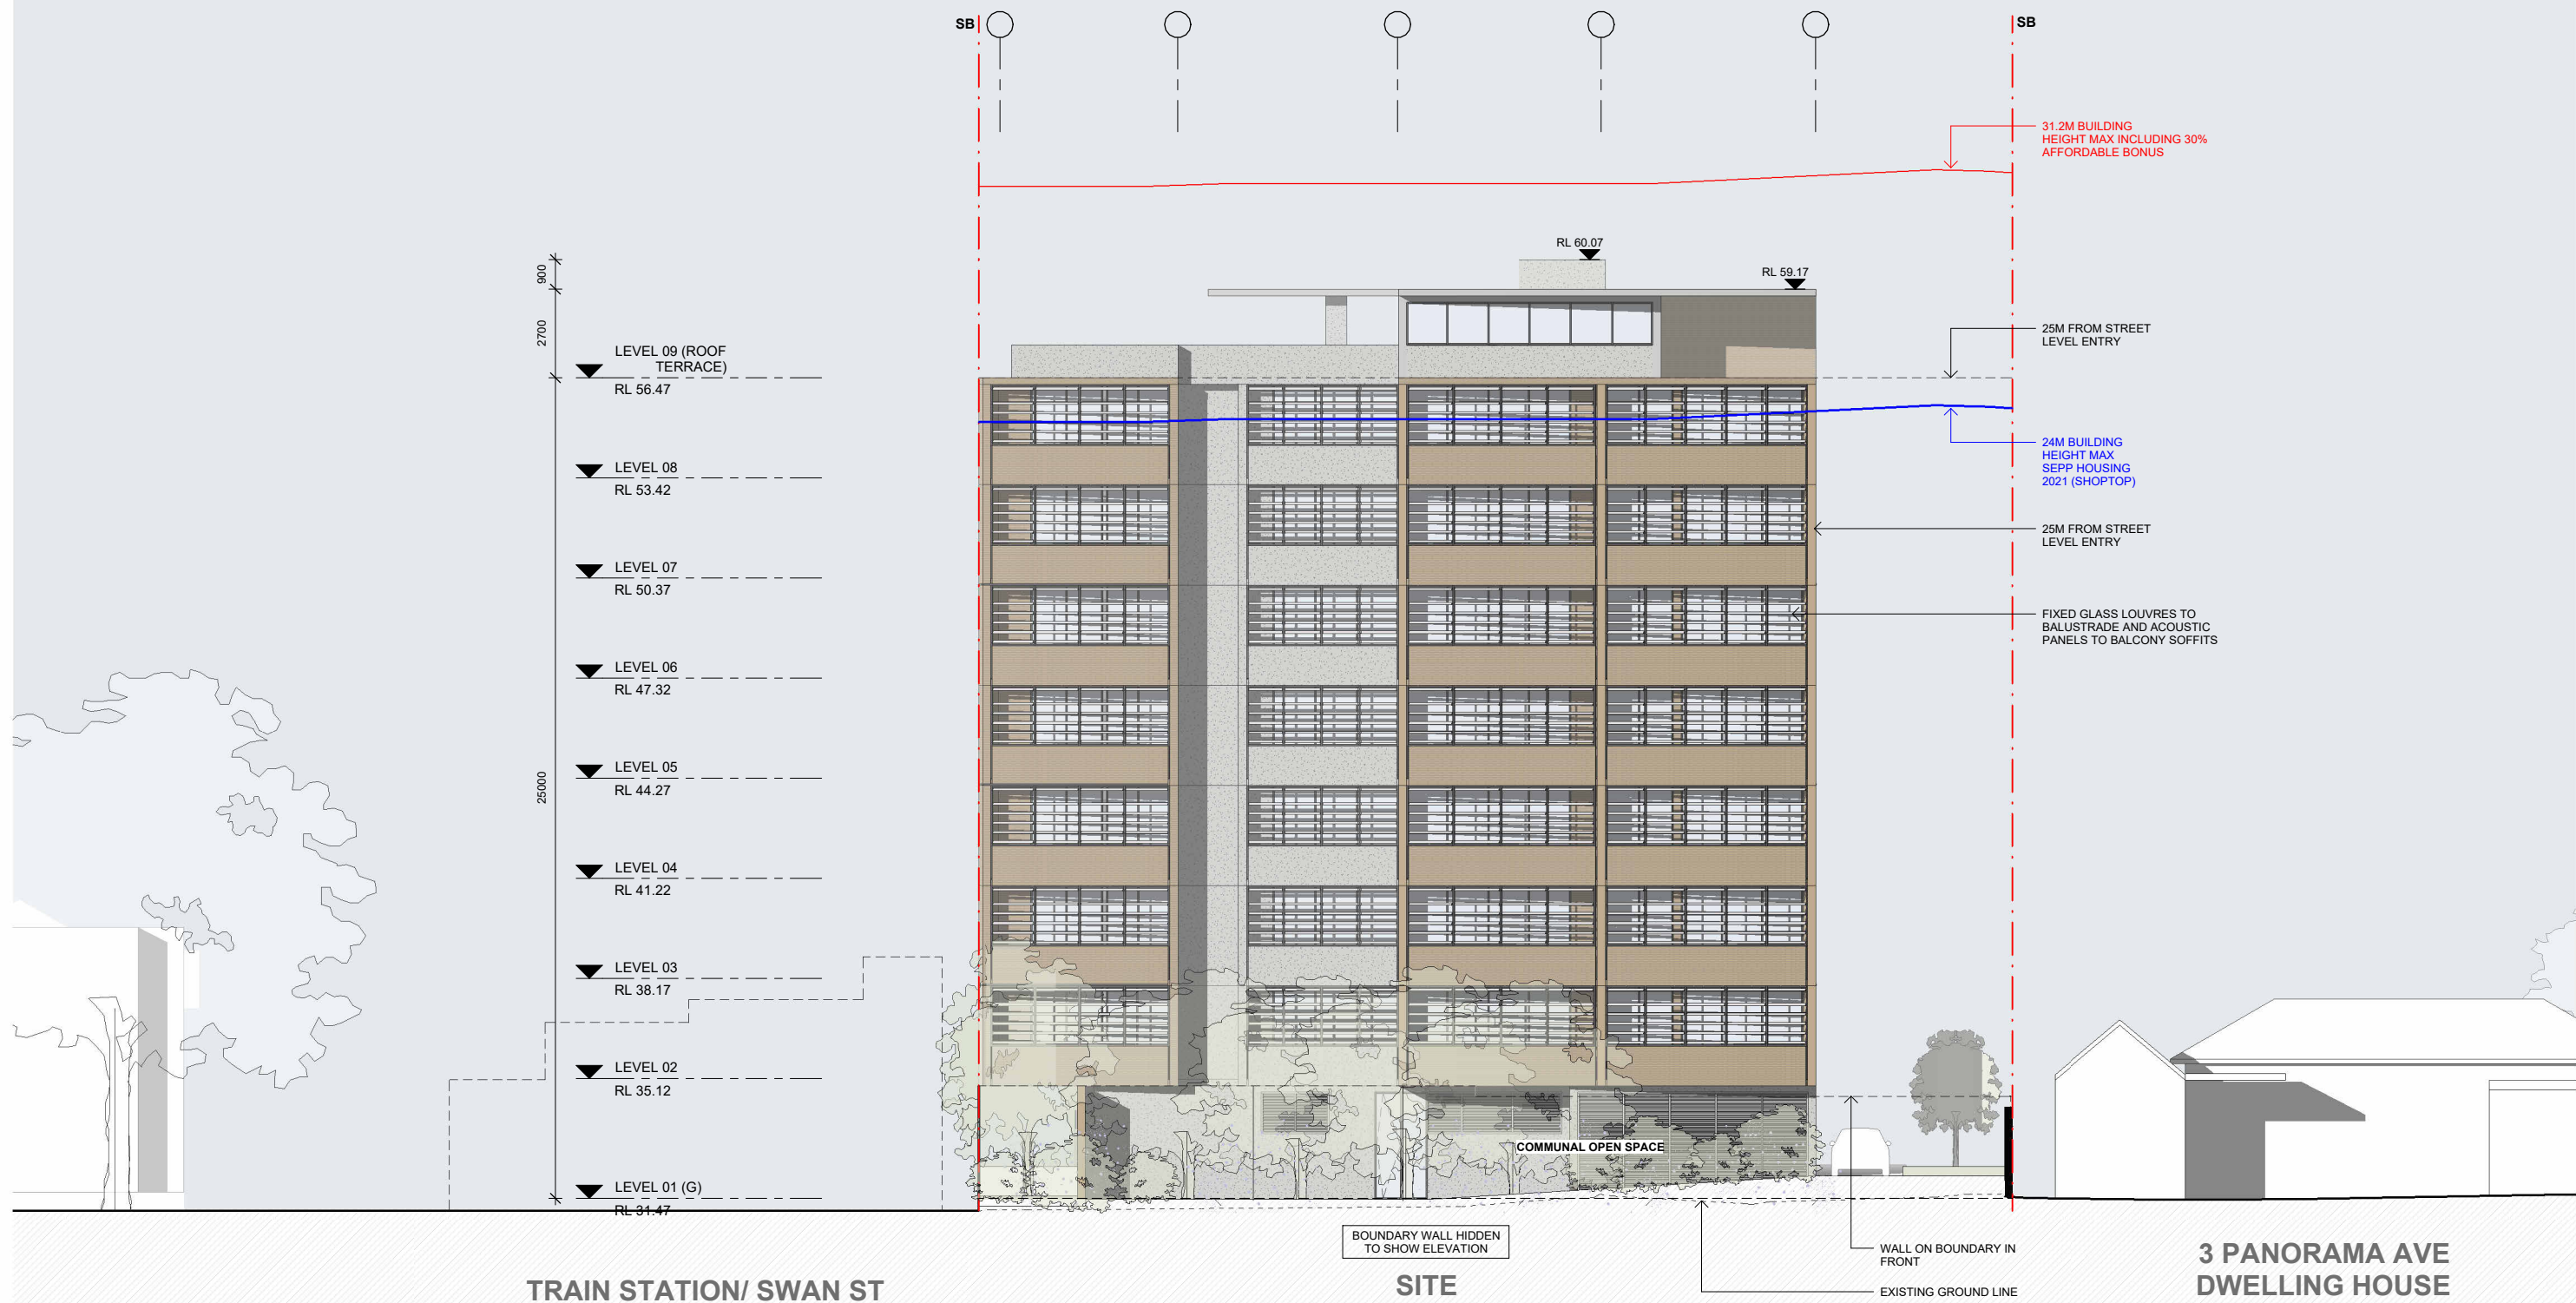 SB
SB
31.2M BUILDING
HEIGHT MAX INCLUDING 30%
AFFORDABLE BONUS
RL 60.07
RL 59.17
900
2700
25000
LEVEL 09 (ROOF
TERRACE)
RL 56.47
LEVEL 08
RL 53.42
LEVEL 07
RL 50.37
LEVEL 06
RL 47.32
LEVEL 05
RL 44.27
LEVEL 04
RL 41.22
LEVEL 03
RL 38.17
LEVEL 02
RL 35.12
LEVEL 01 (G)
RL 31.47
25M FROM STREET
LEVEL ENTRY
24M BUILDING
HEIGHT MAX
SEPP HOUSING
2021 (SHOPTOP)
25M FROM STREET
LEVEL ENTRY
FIXED GLASS LOUVRES TO
BALUSTRADE AND ACOUSTIC
PANELS TO BALCONY SOFFITS
COMMUNAL OPEN SPACE
BOUNDARY WALL HIDDEN
TO SHOW ELEVATION
WALL ON BOUNDARY IN
FRONT
EXISTING GROUND LINE
TRAIN STATION/ SWAN ST
SITE
3 PANORAMA AVE
DWELLING HOUSE